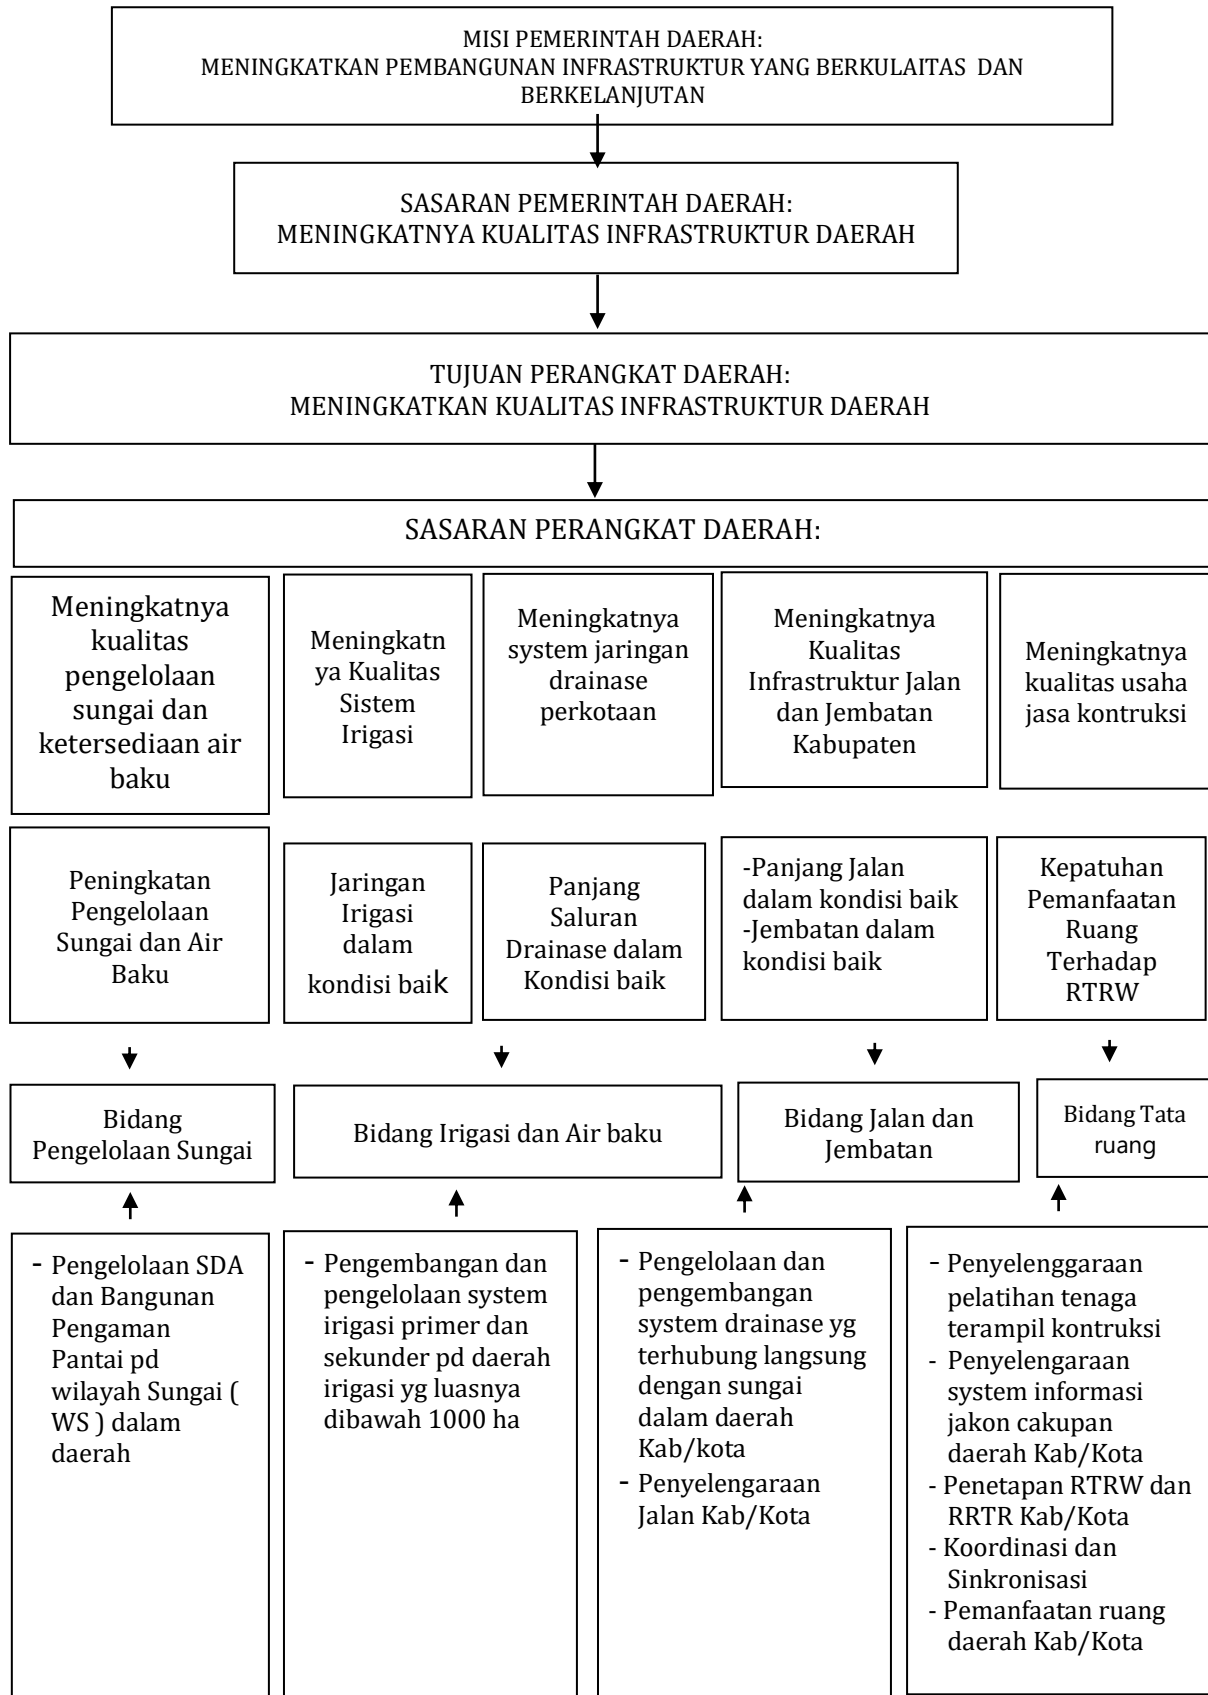 MISI PEMERINTAH DAERAH:
MENINGKATKAN PEMBANGUNAN INFRASTRUKTUR YANG BERKULAITAS DAN
BERKELANJUTAN
SASARAN PEMERINTAH DAERAH:
MENINGKATNYA KUALITAS INFRASTRUKTUR DAERAH
TUJUAN PERANGKAT DAERAH:
MENINGKATKAN KUALITAS INFRASTRUKTUR DAERAH
SASARAN PERANGKAT DAERAH:
Meningkatnya
kualitas
pengelolaan
sungai dan
ketersediaan air
baku
Meningkatn
ya Kualitas
Sistem
Irigasi
Meningkatnya
system jaringan
drainase
perkotaan
Meningkatnya
Kualitas
Infrastruktur Jalan
dan Jembatan
Kabupaten
Meningkatnya
kualitas usaha
jasa kontruksi
Peningkatan
Pengelolaan
Sungai dan Air
Baku
Jaringan
Irigasi
dalam
kondisi baik
Panjang
Saluran
Drainase dalam
Kondisi baik
-Panjang Jalan
dalam kondisi baik
-Jembatan dalam
kondisi baik
Kepatuhan
Pemanfaatan
Ruang
Terhadap
RTRW
Bidang
Pengelolaan Sungai
Bidang Irigasi dan Air baku
Bidang Jalan dan
Jembatan
Bidang Tata
ruang
- Pengelolaan SDA
dan Bangunan
Pengaman
Pantai pd
wilayah Sungai (
WS ) dalam
daerah
- Pengembangan dan
pengelolaan system
irigasi primer dan
sekunder pd daerah
irigasi yg luasnya
dibawah 1000 ha
- Pengelolaan dan
pengembangan
system drainase yg
terhubung langsung
dengan sungai
dalam daerah
Kab/kota
- Penyelengaraan
Jalan Kab/Kota
- Penyelenggaraan
pelatihan tenaga
terampil kontruksi
- Penyelengaraan
system informasi
jakon cakupan
daerah Kab/Kota
- Penetapan RTRW dan
RRTR Kab/Kota
- Koordinasi dan
Sinkronisasi
- Pemanfaatan ruang
daerah Kab/Kota